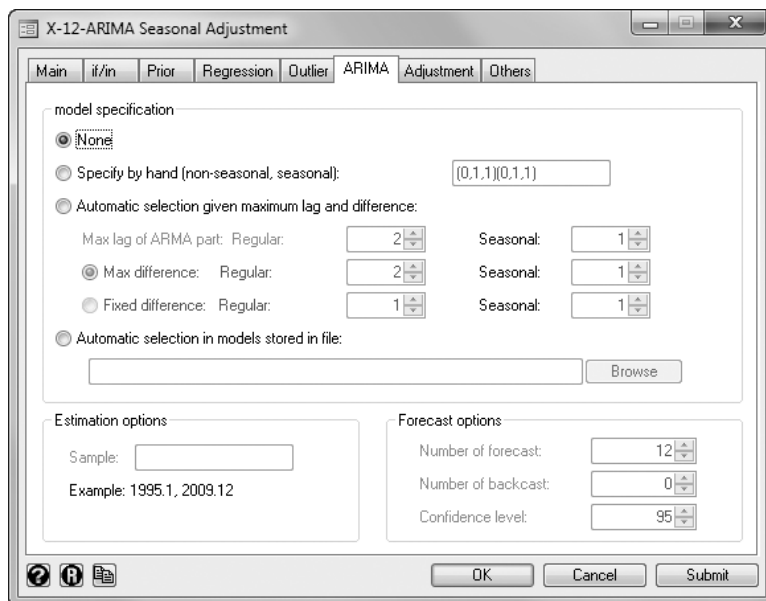 X-12-ARIMA Seasonal Adjustment
Main if/in Prior Regression Outlier ARIMA Adjustment Others
model specification
None
Specify by hand (non-seasonal, seasonal): (0,1,1)(0,1,1)
Automatic selection given maximum lag and difference:
Max lag of ARMA part: Regular: 2 Seasonal: 1
Max difference: Regular: 2 Seasonal: 1
Fixed difference: Regular: 1 Seasonal: 1
Automatic selection in models stored in file:
Browse
Estimation options
Sample:
Example: 1995.1, 2009.12
Forecast options
Number of forecast: 12
Number of backcast: 0
Confidence level: 95
? R OK Cancel Submit